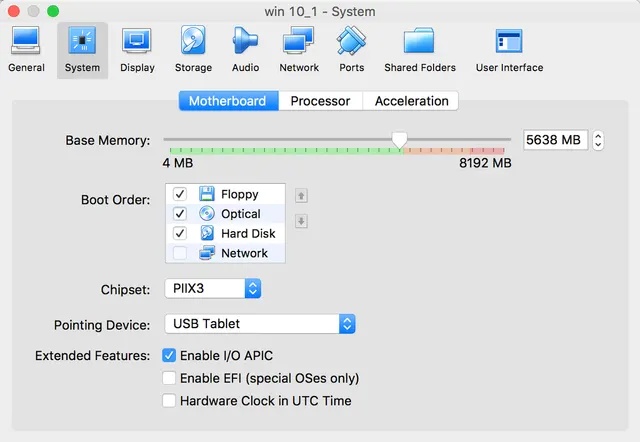 win 10_1 - System
General System Display Storage Audio Network Ports Shared Folders User Interface
Motherboard Processor Acceleration
Base Memory: 5638 MB
4 MB 8192 MB
Boot Order: Floppy
Optical
Hard Disk
Network
Chipset: PIIX3
Pointing Device: USB Tablet
Extended Features: Enable I/O APIC
Enable EFI (special OSes only)
Hardware Clock in UTC Time